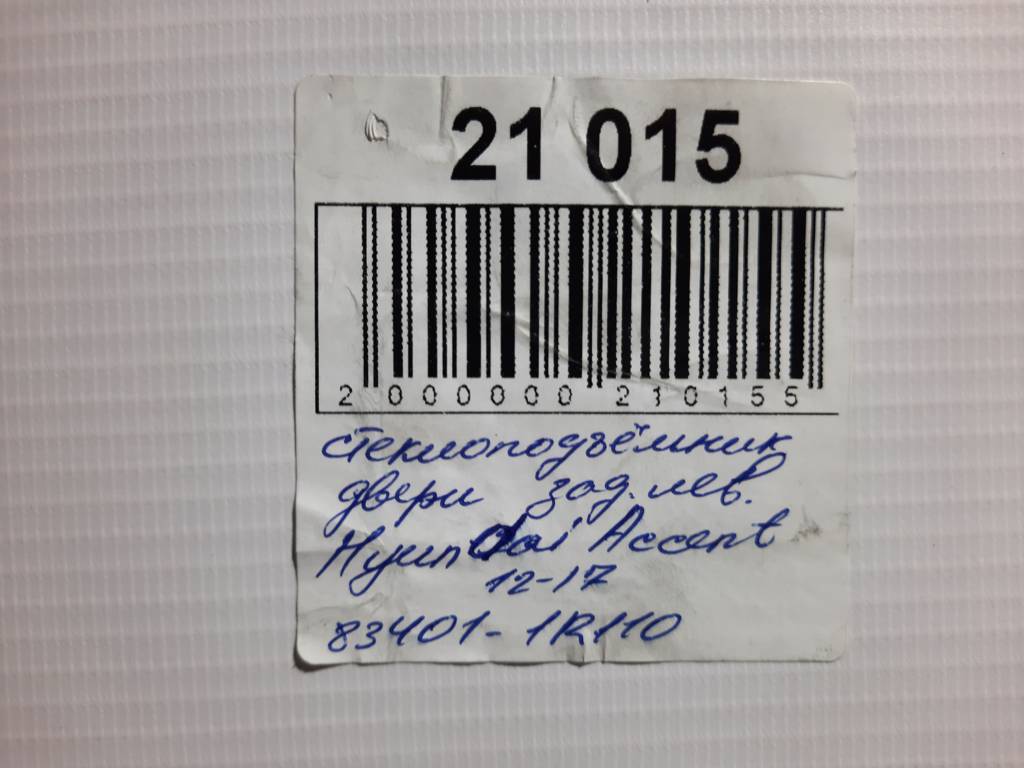 21 015
2 000000 210155
стеклоподъёмник
двери зад. лев.
Hyundai Accent
12-17
83401-1R110